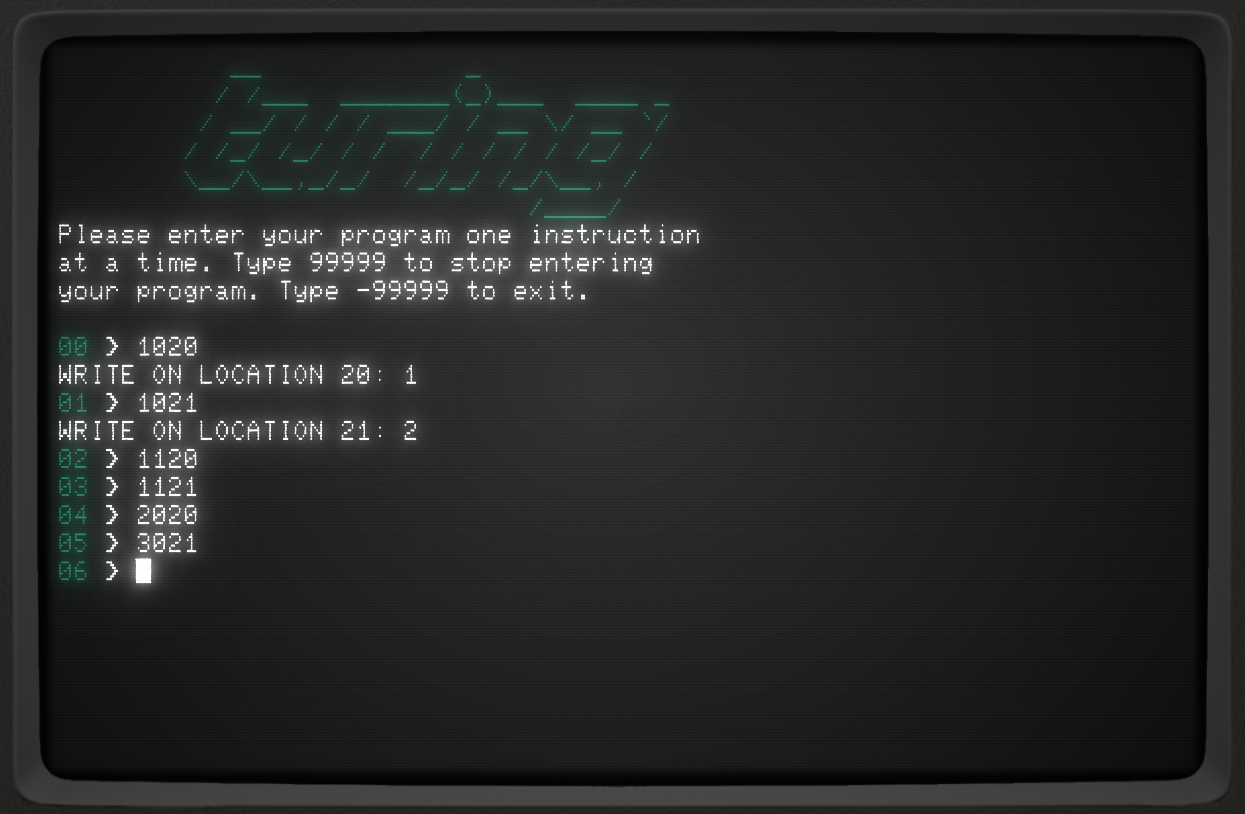 turing
Please enter your program one instruction
at a time. Type 99999 to stop entering
your program. Type -99999 to exit.
00 > 1020
WRITE ON LOCATION 20: 1
01 > 1021
WRITE ON LOCATION 21: 2
02 > 1120
03 > 1121
04 > 2020
05 > 3021
06 >